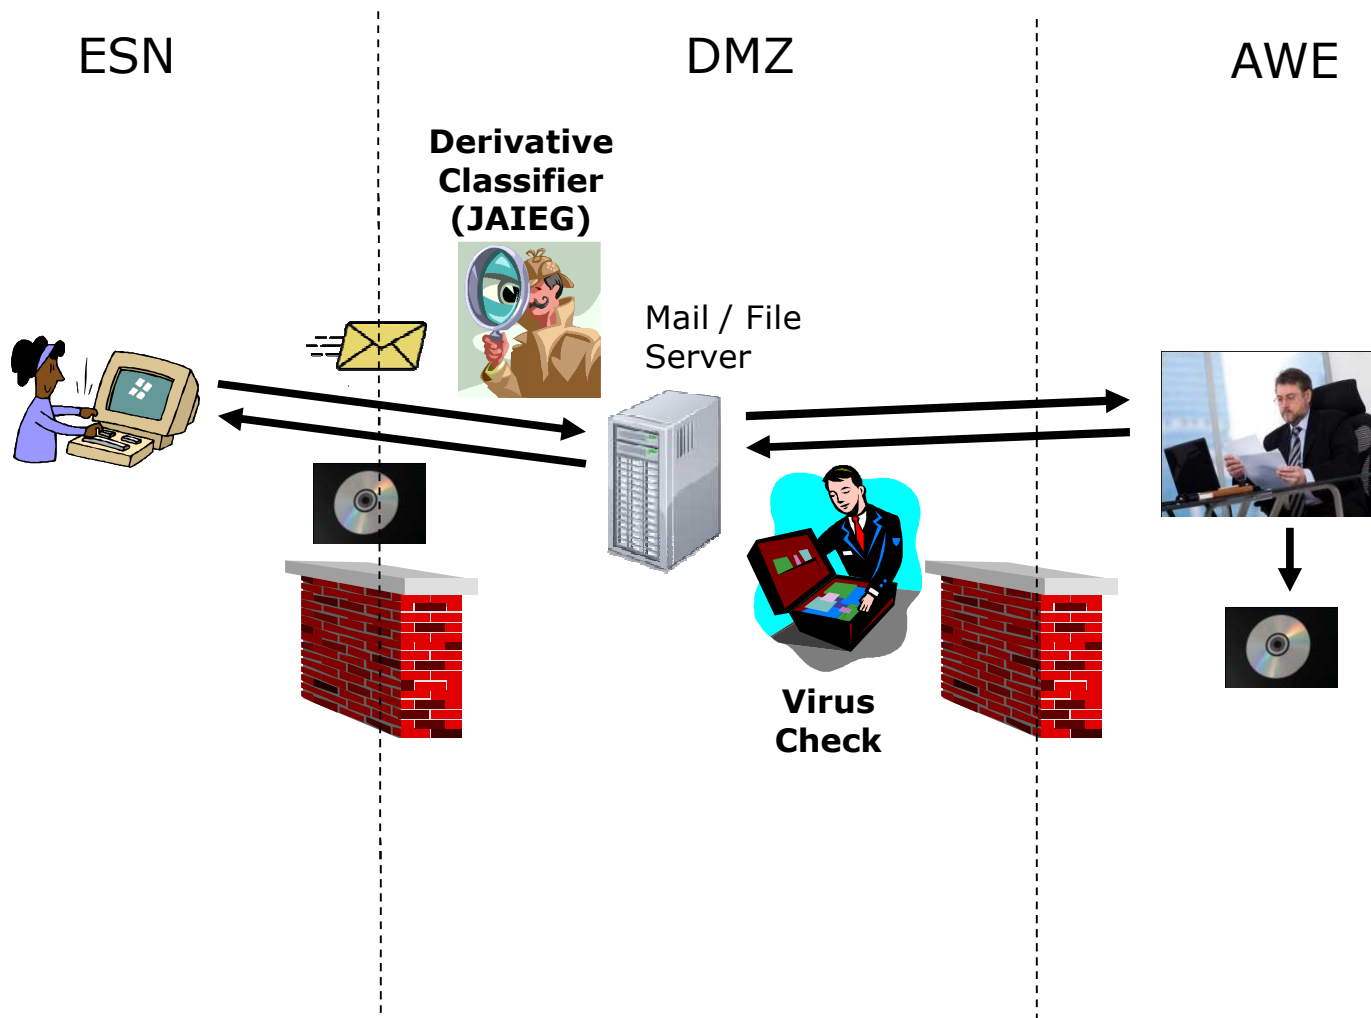 ESN
DMZ
AWE
Derivative
Classifier
(JAIEG)
Mail / File
Server
Virus
Check